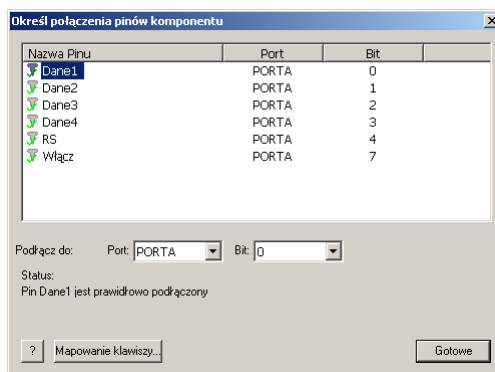 Określ połączenia pinów komponentu
Nazwa Pinu Port Bit
Dane1 PORTA 0
Dane2 PORTA 1
Dane3 PORTA 2
Dane4 PORTA 3
RS PORTA 4
Włącz PORTA 7
Podłącz do: Port: PORTA Bit: 0
Status:
Pin Dane1 jest prawidłowo podłączony
? Mapowanie klawiszy... Gotowe